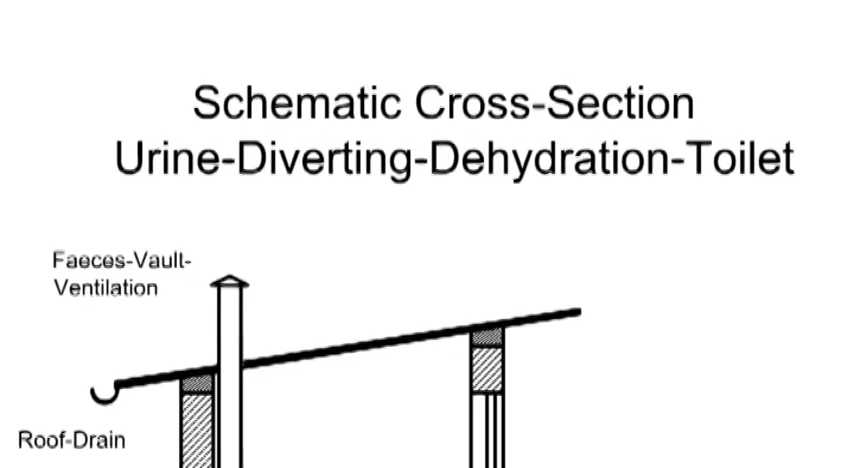 Schematic Cross-Section
Urine-Diverting-Dehydration-Toilet
Faeces-Vault-
Ventilation
Roof-Drain